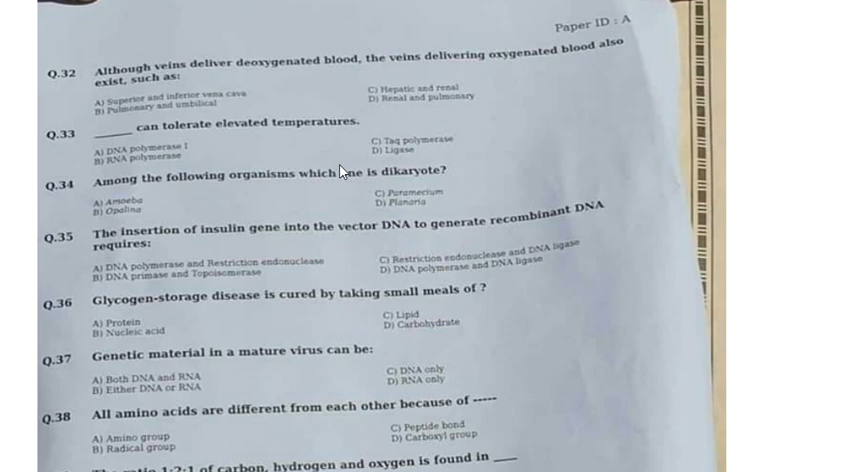 Paper ID : A
Q.32 Although veins deliver deoxygenated blood, the veins delivering oxygenated blood also
exist, such as:
A) Superior and inferior vena cava C) Hepatic and renal
B) Pulmonary and umbilical D) Renal and pulmonary
Q.33 ______ can tolerate elevated temperatures.
A) DNA polymerase I C) Taq polymerase
B) RNA polymerase D) Ligase
Q.34 Among the following organisms which one is dikaryote?
A) Amoeba C) Paramecium
B) Opalina D) Planaria
Q.35 The insertion of insulin gene into the vector DNA to generate recombinant DNA
requires:
A) DNA polymerase and Restriction endonuclease C) Restriction endonuclease and DNA ligase
B) DNA primase and Topoisomerase D) DNA polymerase and DNA ligase
Q.36 Glycogen-storage disease is cured by taking small meals of ?
A) Protein C) Lipid
B) Nucleic acid D) Carbohydrate
Q.37 Genetic material in a mature virus can be:
A) Both DNA and RNA C) DNA only
B) Either DNA or RNA D) RNA only
Q.38 All amino acids are different from each other because of -----
A) Amino group C) Peptide bond
B) Radical group D) Carboxyl group
ratio 1:2:1 of carbon, hydrogen and oxygen is found in ___